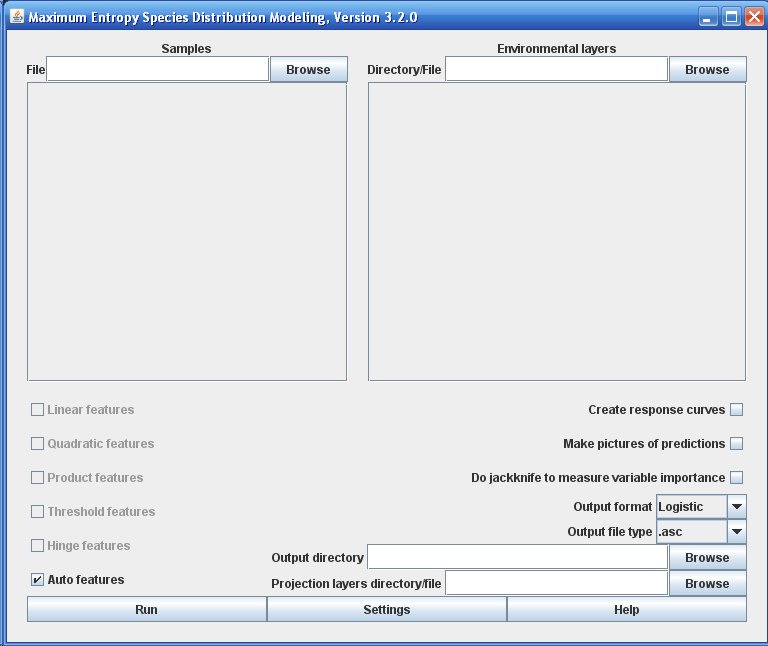 Maximum Entropy Species Distribution Modeling, Version 3.2.0
Samples
Environmental layers
File
Browse
Directory/File
Browse
Linear features
Create response curves
Quadratic features
Make pictures of predictions
Product features
Do jackknife to measure variable importance
Output format Logistic
Threshold features
Output file type .asc
Hinge features
Output directory
Browse
Auto features
Projection layers directory/file
Browse
Run
Settings
Help